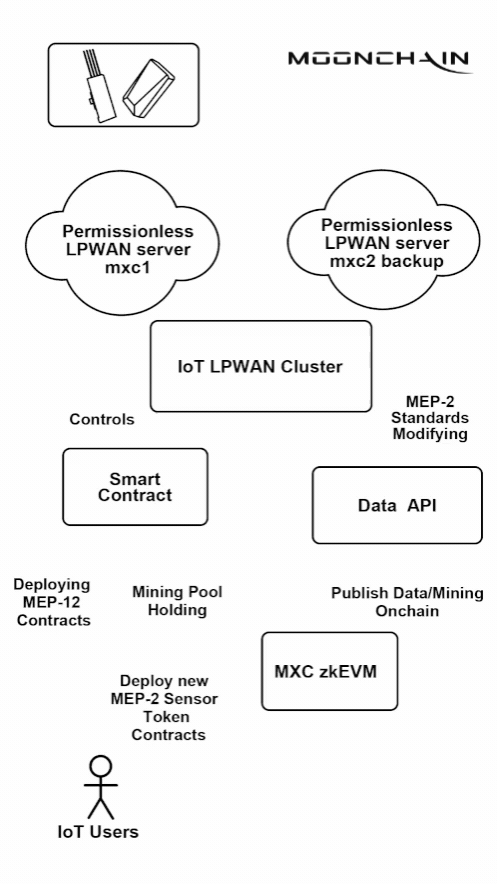 MOONCHAIN
Permissionless
LPWAN server
mxc1
Permissionless
LPWAN server
mxc2 backup
IoT LPWAN Cluster
Controls
MEP-2
Standards
Modifying
Smart
Contract
Data API
Deploying
MEP-12
Contracts
Mining Pool
Holding
Publish Data/Mining
Onchain
MXC zkEVM
Deploy new
MEP-2 Sensor
Token
Contracts
IoT Users